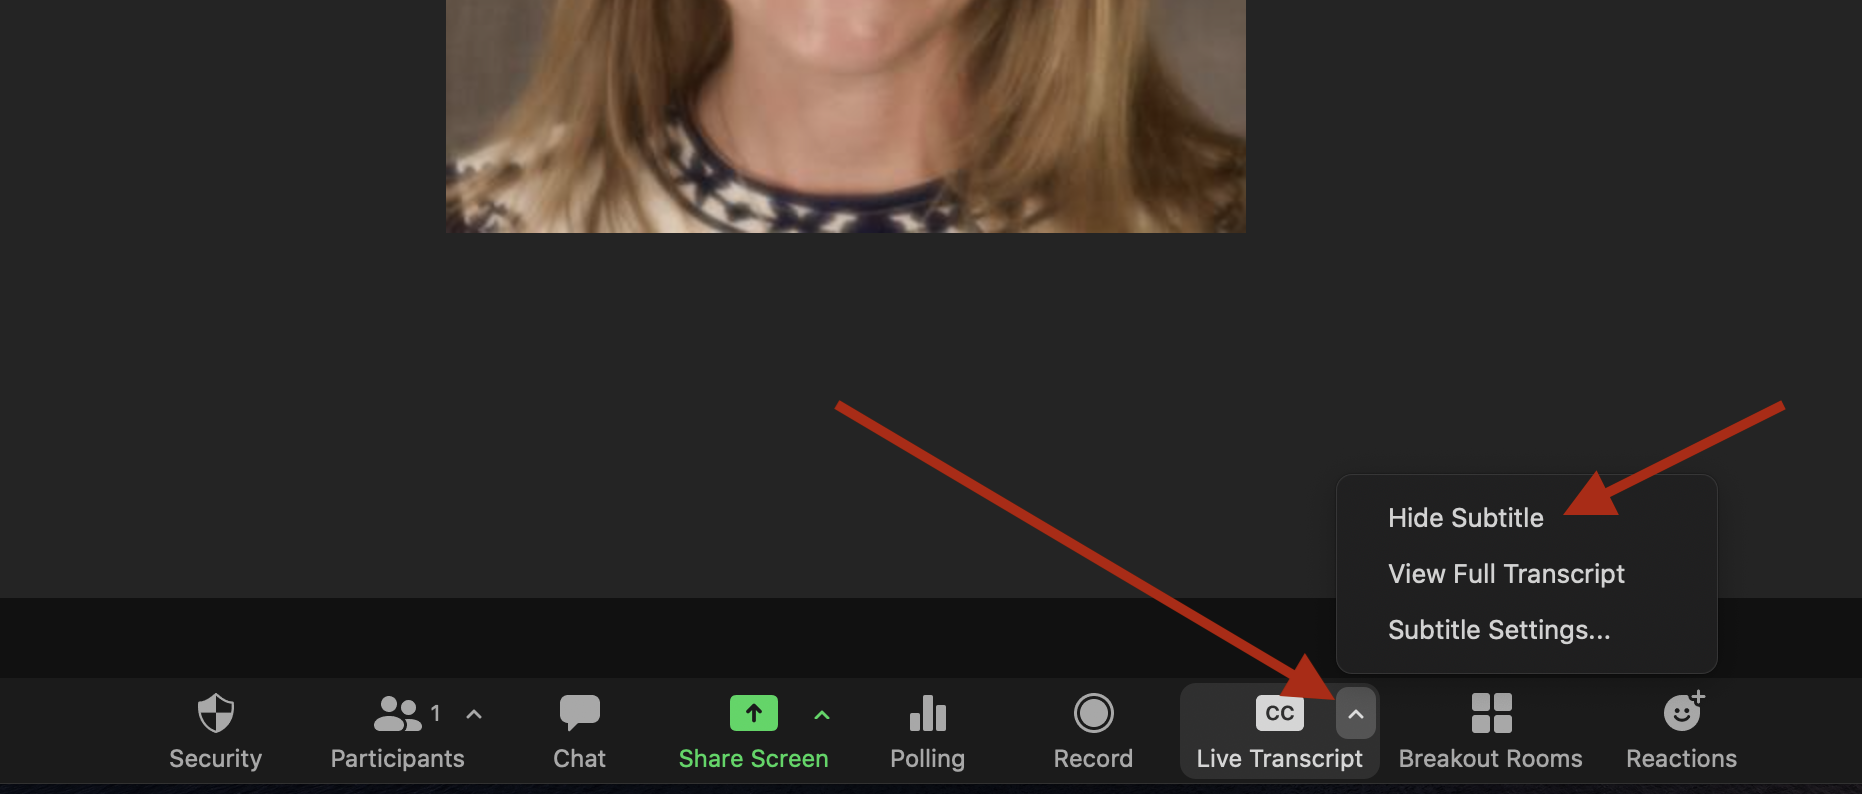 Hide Subtitle
View Full Transcript
Subtitle Settings...
1
CC
Security
Participants
Chat
Share Screen
Polling
Record
Live Transcript
Breakout Rooms
Reactions